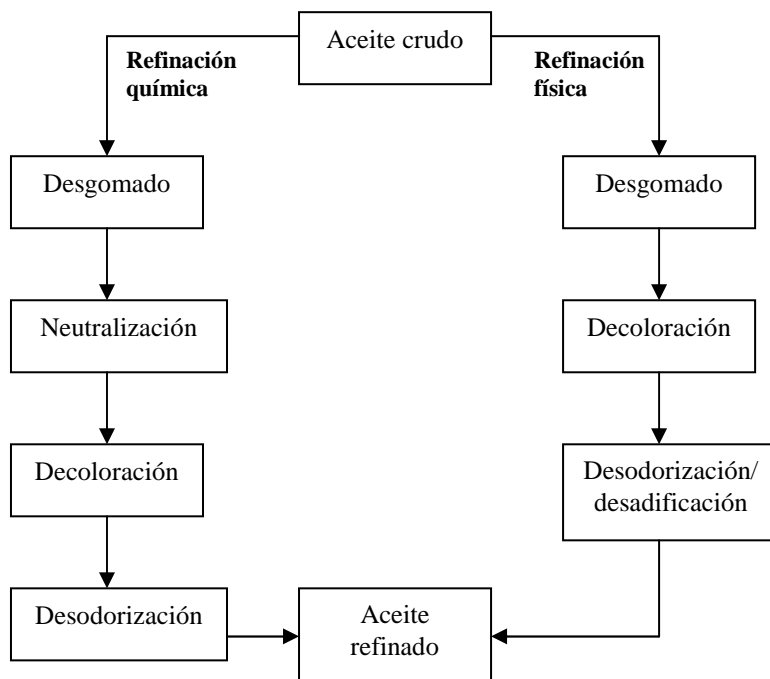 Aceite crudo
Refinación
química
Refinación
física
Desgomado
Desgomado
Neutralización
Decoloración
Decoloración
Desodorización/
desadificación
Desodorización
Aceite
refinado